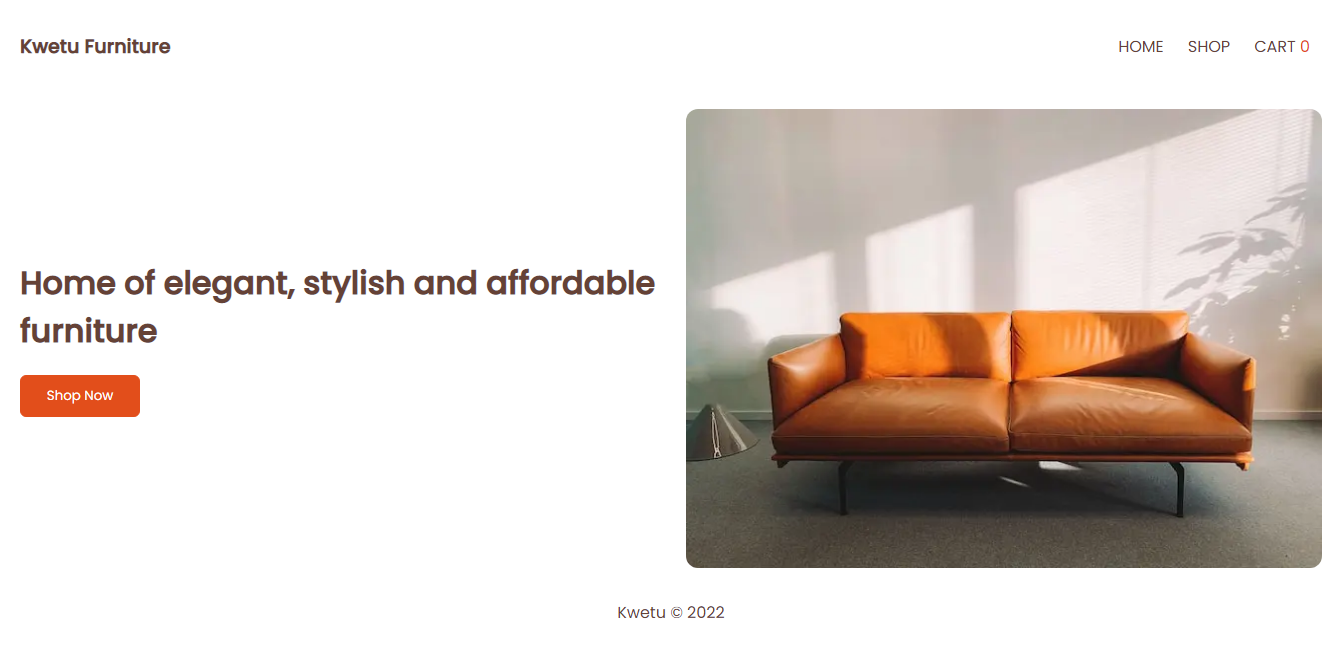 Kwetu Furniture
HOME SHOP CART 0
Home of elegant, stylish and affordable
furniture
Shop Now
Kwetu © 2022